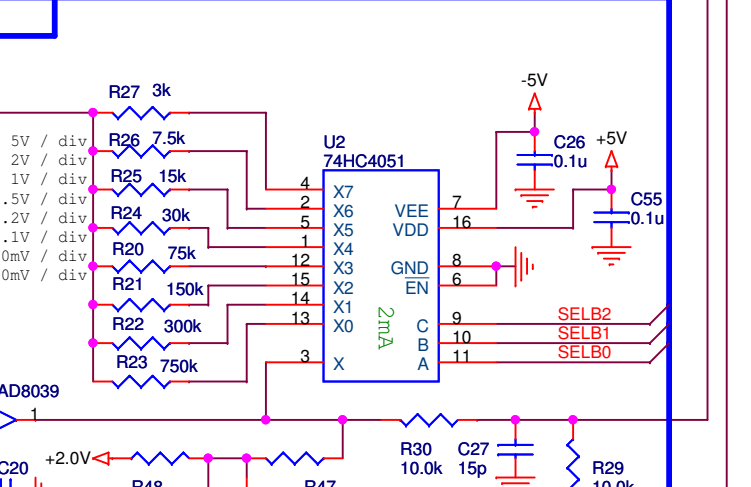 -5V
R27 3k
C26
0.1u
+5V
U2
74HC4051
5V / div
R26 7.5k
2V / div
1V / div
R25 15k
4 X7
2 X6
5 X5
1 X4
12 X3
15 X2
14 X1
13 X0
3 X
VEE 7
VDD 16
GND 8
EN 6
C 9
B 10
A 11
2mA
C55
0.1u
.5V / div
R24 30k
.2V / div
.1V / div
R20 75k
0mV / div
0mV / div
R21 150k
R22 300k
R23 750k
SELB2
SELB1
SELB0
AD8039
1
R30
10.0k
C27
15p
+2.0V
C20
R48
R47
R29
10.0k